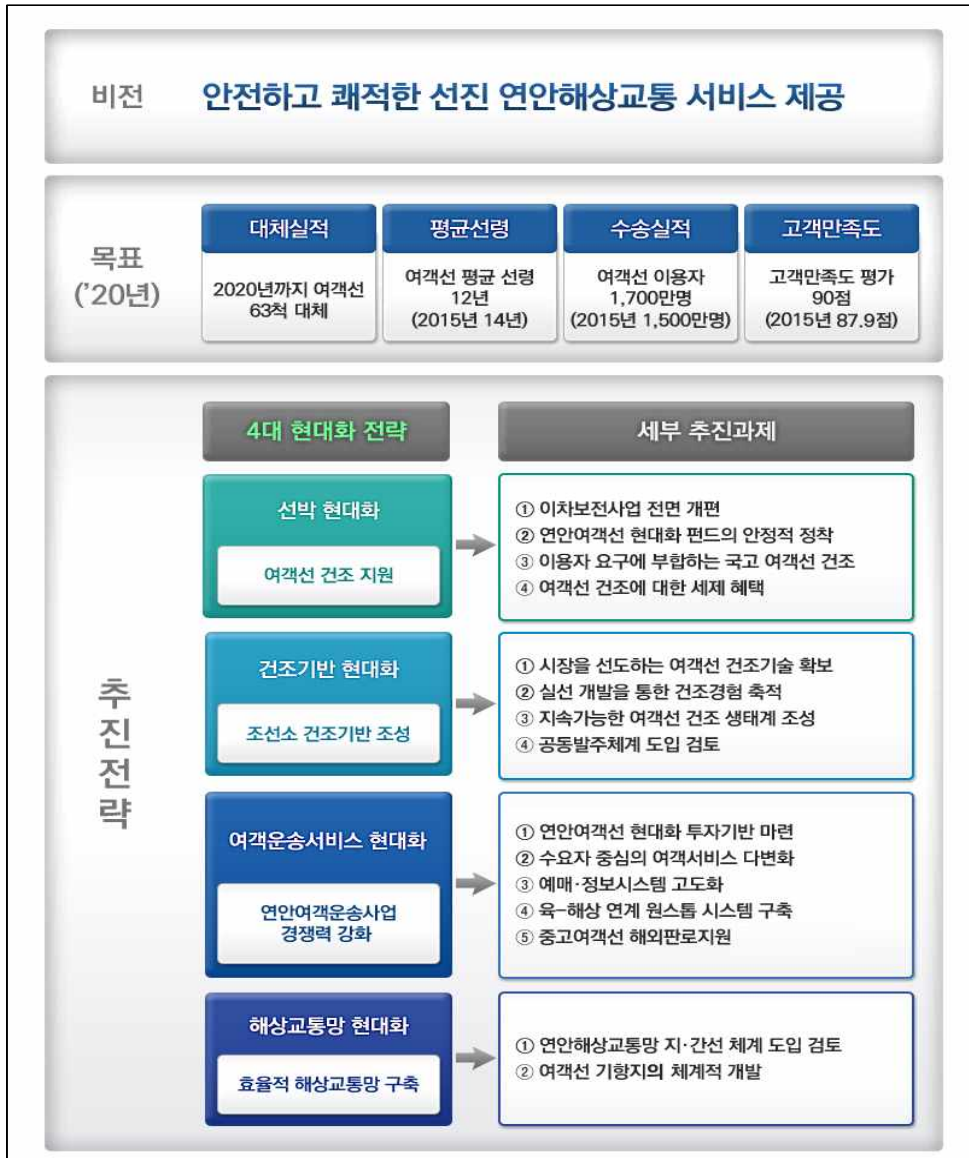 비전
안전하고 쾌적한 선진 연안해상교통 서비스 제공
목표
('20년)
대체실적
2020년까지 여객선
63척 대체
평균선령
여객선 평균 선령
12년
(2015년 14년)
수송실적
여객선 이용자
1,700만명
(2015년 1,500만명)
고객만족도
고객만족도 평가
90점
(2015년 87.9점)
추
진
전
략
4대 현대화 전략
세부 추진과제
선박 현대화
여객선 건조 지원
① 이차보전사업 전면 개편
② 연안여객선 현대화 펀드의 안정적 정착
③ 이용자 요구에 부합하는 국고 여객선 건조
④ 여객선 건조에 대한 세제 혜택
건조기반 현대화
조선소 건조기반 조성
① 시장을 선도하는 여객선 건조기술 확보
② 실선 개발을 통한 건조경험 축적
③ 지속가능한 여객선 건조 생태계 조성
④ 공동발주체계 도입 검토
여객운송서비스 현대화
연안여객운송사업
경쟁력 강화
① 연안여객선 현대화 투자기반 마련
② 수요자 중심의 여객서비스 다변화
③ 예매·정보시스템 고도화
④ 육-해상 연계 원스톱 시스템 구축
⑤ 중고여객선 해외판로지원
해상교통망 현대화
효율적 해상교통망 구축
① 연안해상교통망 지·간선 체계 도입 검토
② 여객선 기항지의 체계적 개발